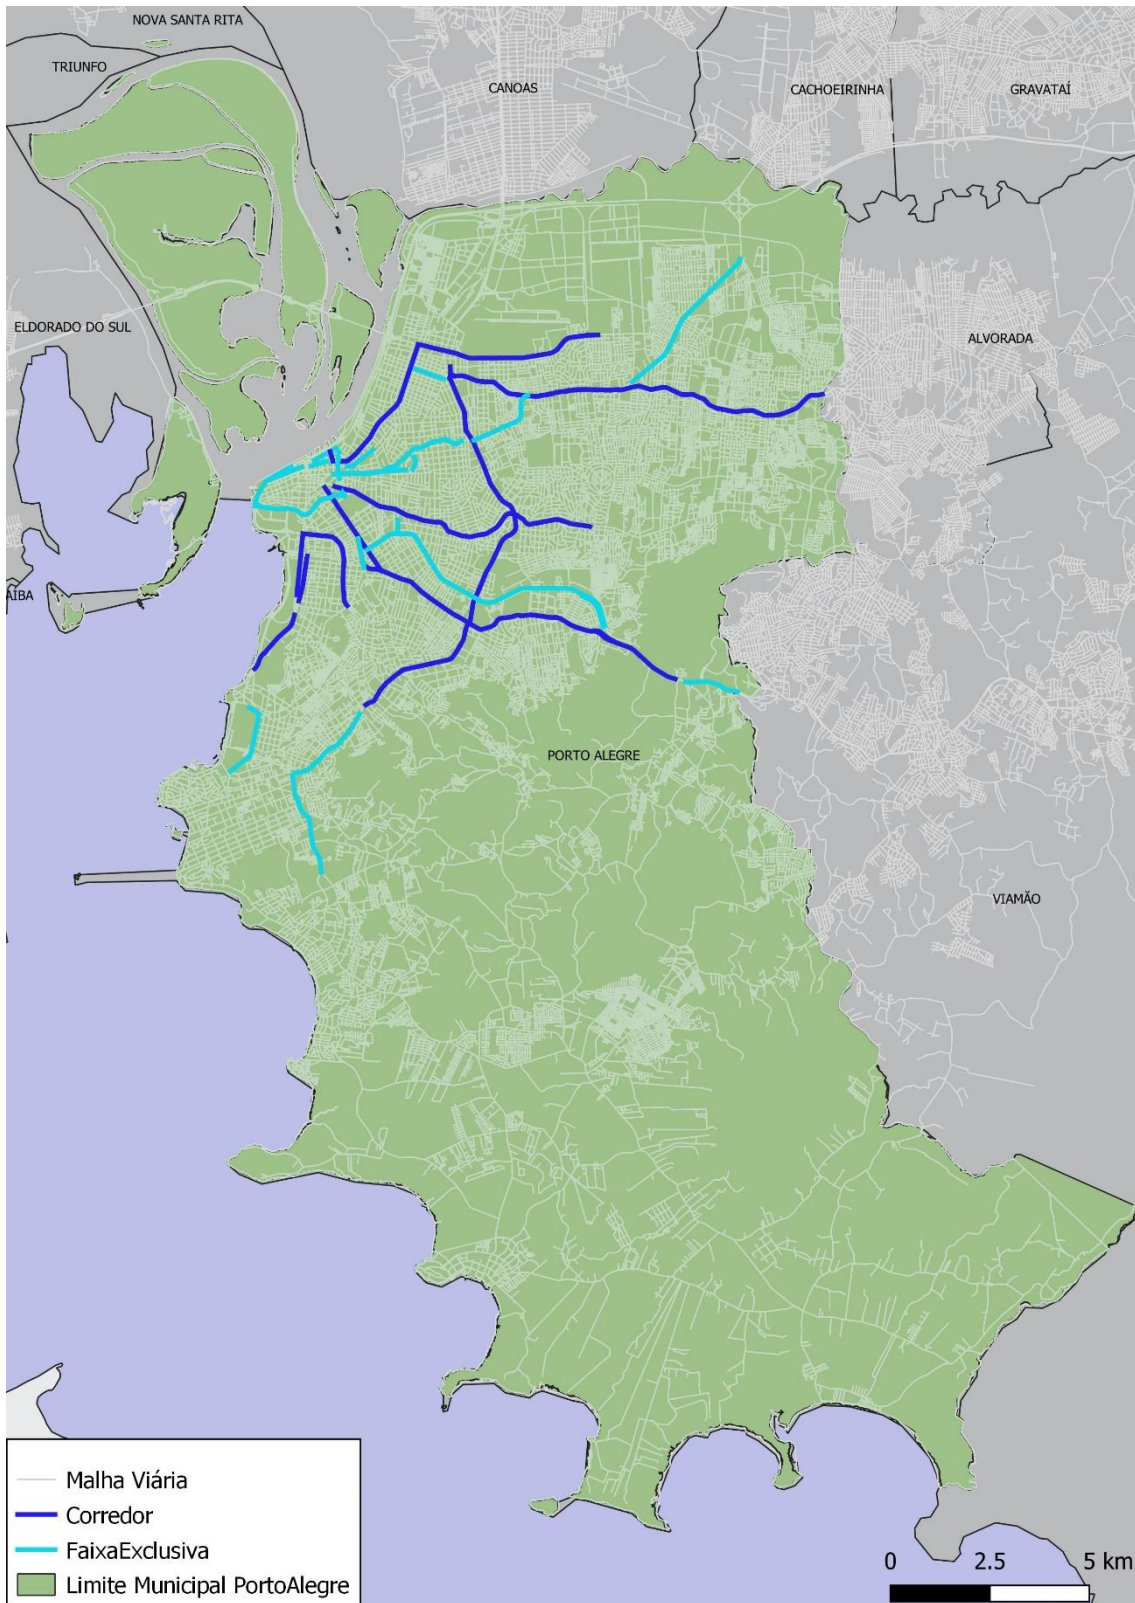 NOVA SANTA RITA
TRIUNFO
CANOAS
CACHOEIRINHA
GRAVATAÍ
ELDORADO DO SUL
ALVORADA
AÍBA
PORTO ALEGRE
VIAMÃO
Malha Viária
Corredor
FaixaExclusiva
Limite Municipal PortoAlegre
0 2.5 5 km